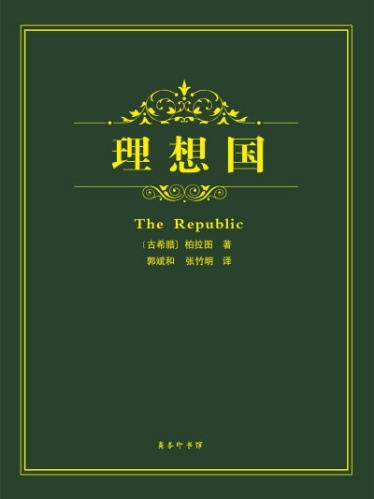 理想国
The Republic
〔古希腊〕柏拉图 著
郭斌和 张竹明 译
商务印书馆